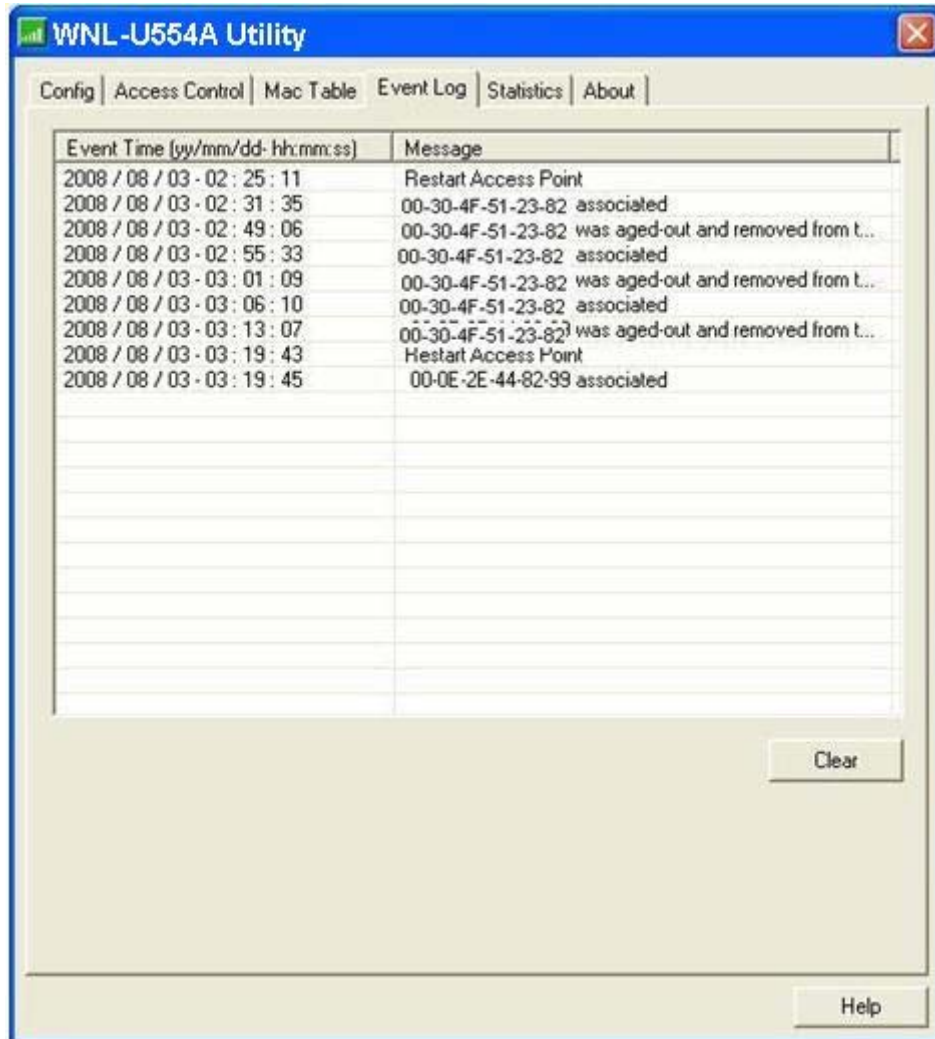 WNL-U554A Utility
Config Access Control Mac Table Event Log Statistics About
Event Time (yy/mm/dd- hh:mm:ss) Message
2008 / 08 / 03 - 02 : 25 : 11 Restart Access Point
2008 / 08 / 03 - 02 : 31 : 35 00-30-4F-51-23-82 associated
2008 / 08 / 03 - 02 : 49 : 06 00-30-4F-51-23-82 was aged-out and removed from t...
2008 / 08 / 03 - 02 : 55 : 33 00-30-4F-51-23-82 associated
2008 / 08 / 03 - 03 : 01 : 09 00-30-4F-51-23-82 was aged-out and removed from t...
2008 / 08 / 03 - 03 : 06 : 10 00-30-4F-51-23-82 associated
2008 / 08 / 03 - 03 : 13 : 07 00-30-4F-51-23-82 was aged-out and removed from t...
2008 / 08 / 03 - 03 : 19 : 43 Restart Access Point
2008 / 08 / 03 - 03 : 19 : 45 00-0E-2E-44-82-99 associated
Clear
Help